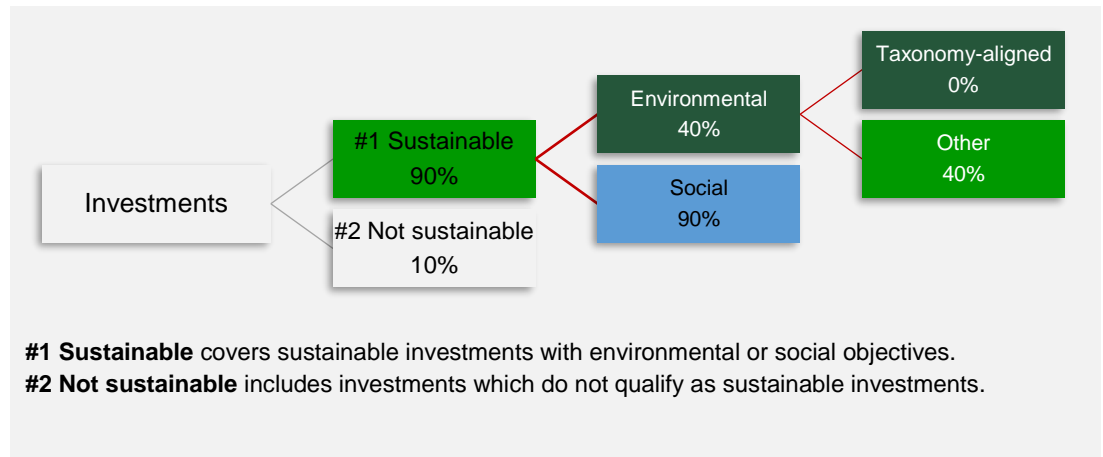 Taxonomy-aligned
0%
Environmental
40%
#1 Sustainable
90%
Other
40%
Investments
Social
90%
#2 Not sustainable
10%
#1 Sustainable covers sustainable investments with environmental or social objectives.
#2 Not sustainable includes investments which do not qualify as sustainable investments.